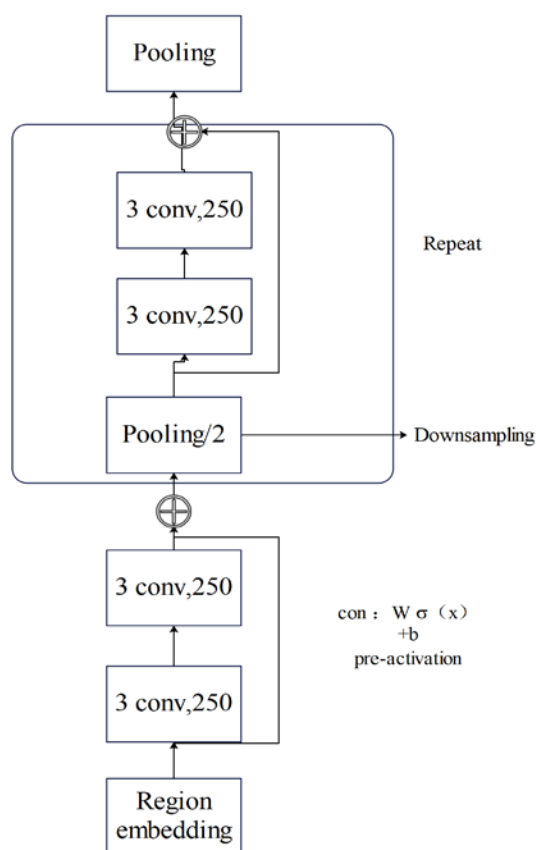 Pooling
3 conv,250
Repeat
3 conv,250
Pooling/2
Downsampling
3 conv,250
con： W σ（x）
+b
pre-activation
3 conv,250
Region
embedding